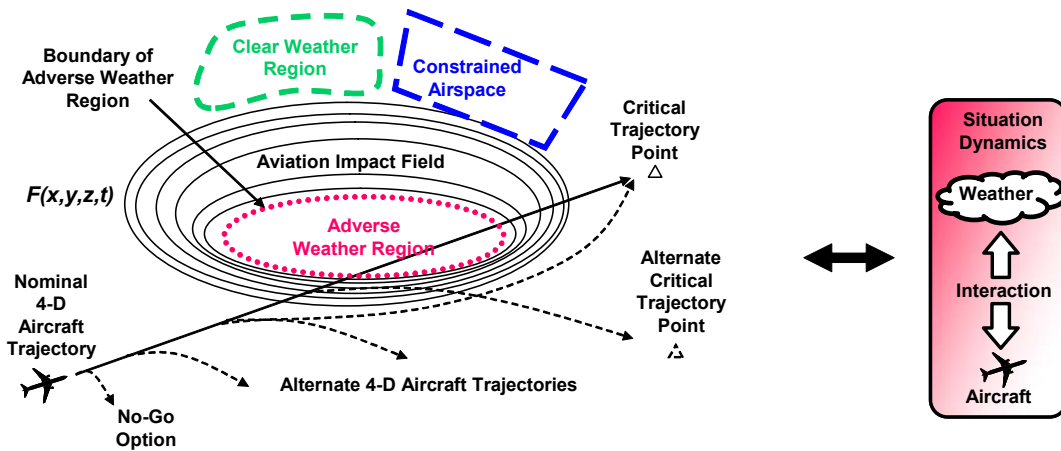 Clear Weather
Region
Constrained
Airspace
Boundary of
Adverse Weather
Region
Critical
Trajectory
Point
Aviation Impact Field
F(x,y,z,t)
Adverse
Weather Region
Nominal
4-D
Aircraft
Trajectory
Alternate
Critical
Trajectory
Point
Alternate 4-D Aircraft Trajectories
No-Go
Option
Situation
Dynamics
Weather
Interaction
Aircraft